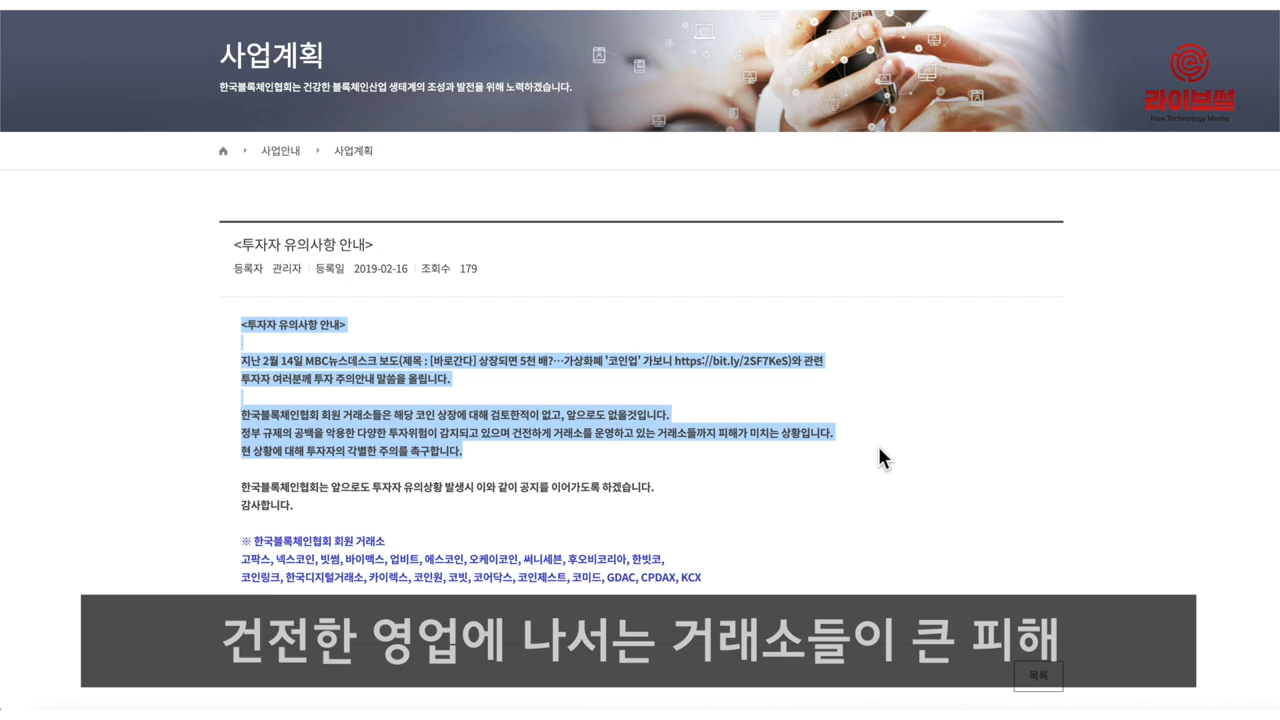 사업계획
한국블록체인협회는 건강한 블록체인산업 생태계의 조성과 발전을 위해 노력하겠습니다.
라이브썸
New Technology Media
사업안내 사업계획
<투자자 유의사항 안내>
등록자 관리자 등록일 2019-02-16 조회수 179
<투자자 유의사항 안내>
지난 2월 14일 MBC뉴스데스크 보도(제목 : [바로간다] 상장되면 5천 배?…가상화폐 '코인업' 가보니 https://bit.ly/2SF7KeS)와 관련
투자자 여러분께 투자 주의안내 말씀을 올립니다.
한국블록체인협회 회원 거래소들은 해당 코인 상장에 대해 검토한적이 없고, 앞으로도 없을것입니다.
정부 규제의 공백을 악용한 다양한 투자위험이 감지되고 있으며 건전하게 거래소를 운영하고 있는 거래소들까지 피해가 미치는 상황입니다.
현 상황에 대해 투자자의 각별한 주의를 촉구합니다.
한국블록체인협회는 앞으로도 투자자 유의상황 발생시 이와 같이 공지를 이어가도록 하겠습니다.
감사합니다.
※ 한국블록체인협회 회원 거래소
고팍스, 넥스코인, 빗썸, 바이맥스, 업비트, 에스코인, 오케이코인, 써니세븐, 후오비코리아, 한빗코,
코인링크, 한국디지털거래소, 카이렉스, 코인원, 코빗, 코어닥스, 코인제스트, 코미드, GDAC, CPDAX, KCX
건전한 영업에 나서는 거래소들이 큰 피해
목록